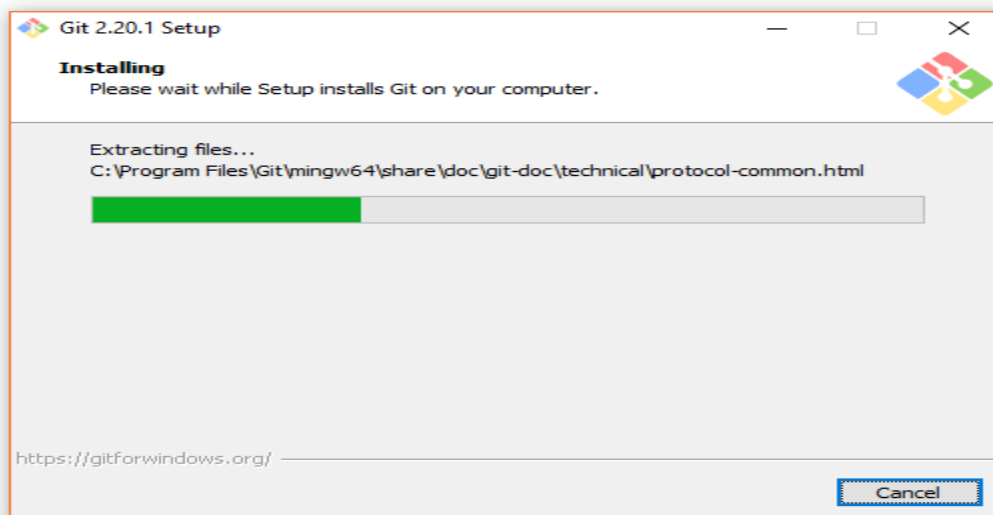 Git 2.20.1 Setup
Installing
Please wait while Setup installs Git on your computer.
Extracting files...
C:\Program Files\Git\mingw64\share\doc\git-doc\technical\protocol-common.html
https://gitforwindows.org/
Cancel